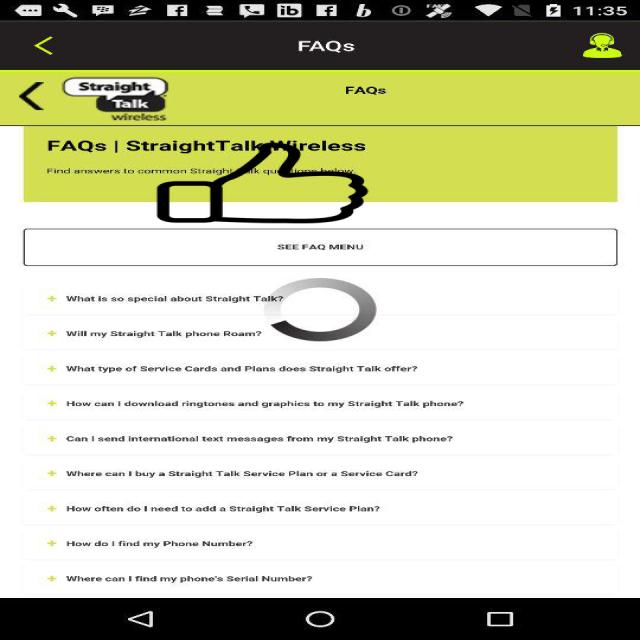 11:35
FAQs
Straight
Talk
wireless
FAQs
FAQs | StraightTalk Wireless
Find answers to common Straight Talk questions below.
SEE FAQ MENU
+ What is so special about Straight Talk?
+ Will my Straight Talk phone Roam?
+ What type of Service Cards and Plans does Straight Talk offer?
+ How can I download ringtones and graphics to my Straight Talk phone?
+ Can I send international text messages from my Straight Talk phone?
+ Where can I buy a Straight Talk Service Plan or a Service Card?
+ How often do I need to add a Straight Talk Service Plan?
+ How do I find my Phone Number?
+ Where can I find my phone's Serial Number?